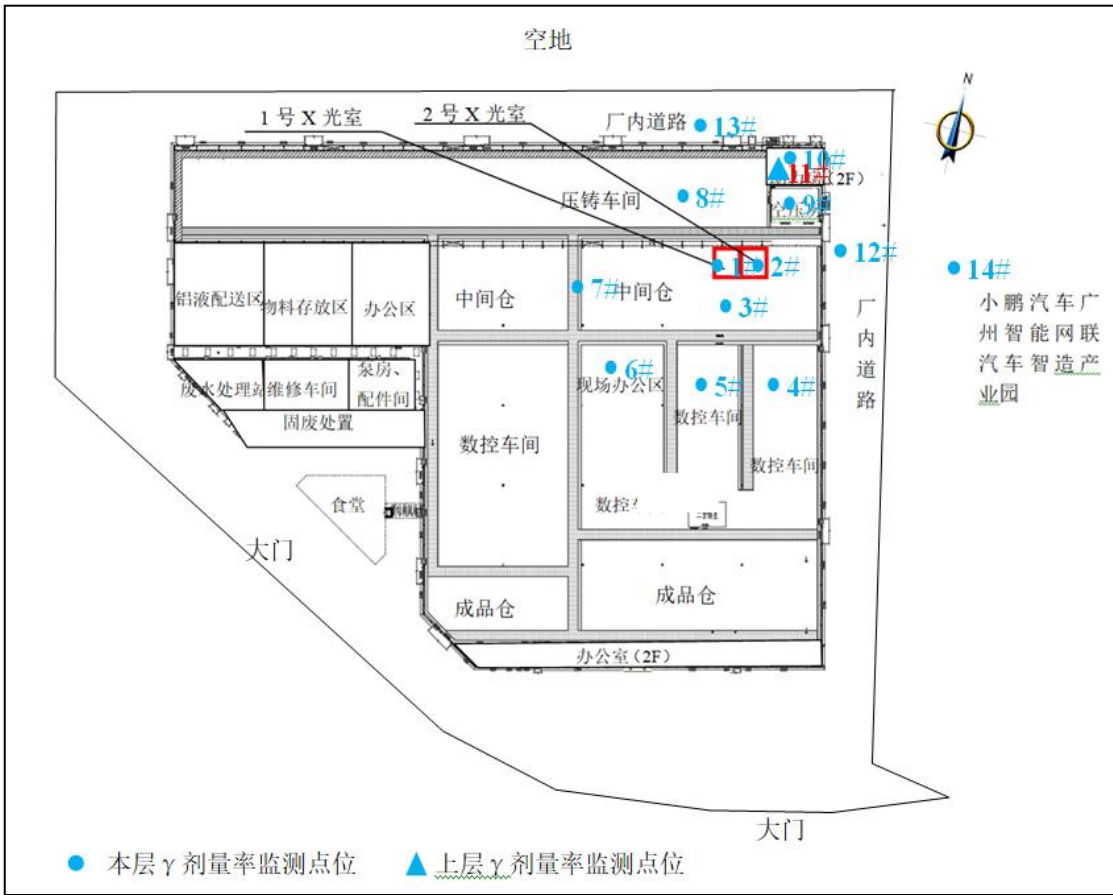 空地
N
1 号 X 光室
2 号 X 光室
厂内道路
13#
10#
11#
（2F）
压铸车间
8#
9#
1#
2#
12#
14#
铝液配送区
物料存放区
办公区
中间仓
7#
中间仓
3#
厂内道路
小鹏汽车广
州智能网联
汽车智造产
业园
废水处理站
维修车间
泵房、
配件间
6#
现场办公区
5#
数控车间
4#
数控车间
固废处置
数控车间
食堂
数控
大门
成品仓
成品仓
办公室（2F）
大门
本层 γ 剂量率监测点位
上层 γ 剂量率监测点位